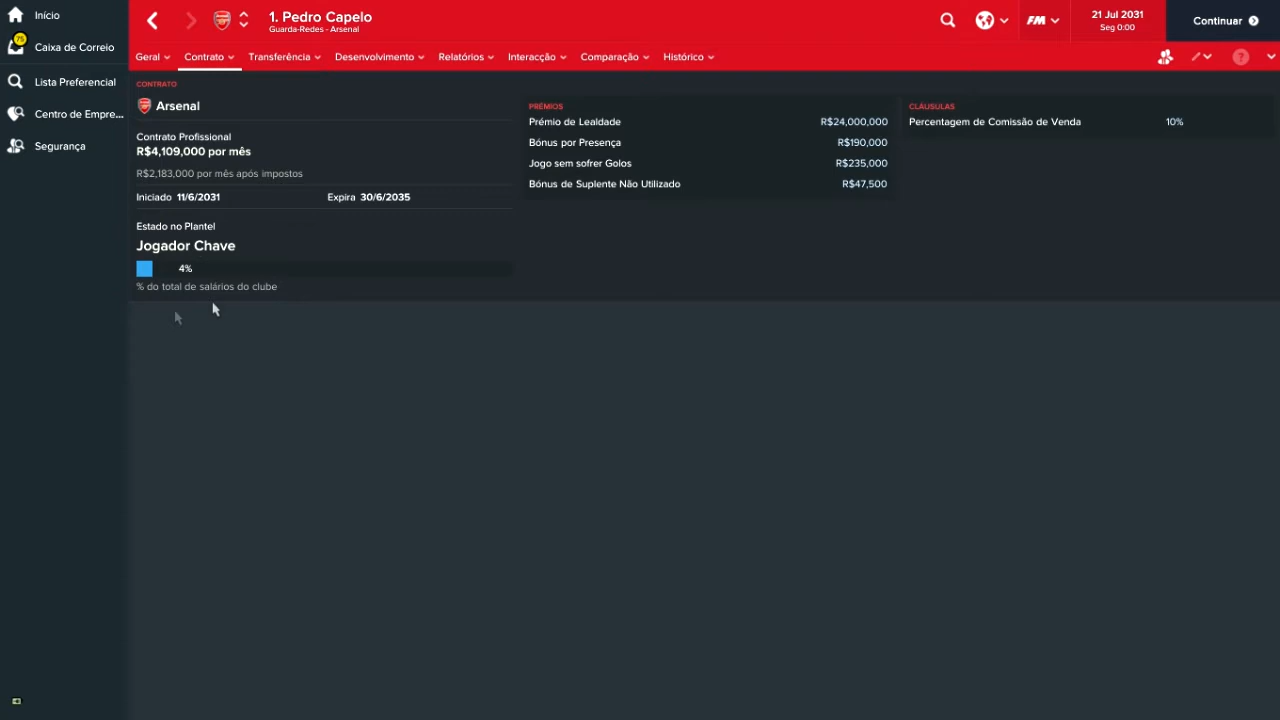 Início
75
Caixa de Correio
Lista Preferencial
Centro de Empre...
Segurança
1. Pedro Capelo
Guarda-Redes - Arsenal
FM
21 Jul 2031
Seg 0:00
Continuar
Geral
Contrato
Transferência
Desenvolvimento
Relatórios
Interacção
Comparação
Histórico
?
CONTRATO
Arsenal
Contrato Profissional
R$4,109,000 por mês
R$2,183,000 por mês após impostos
Iniciado 11/6/2031 Expira 30/6/2035
Estado no Plantel
Jogador Chave
4%
% do total de salários do clube
PRÉMIOS
Prémio de Lealdade R$24,000,000
Bónus por Presença R$190,000
Jogo sem sofrer Golos R$235,000
Bónus de Suplente Não Utilizado R$47,500
CLÁUSULAS
Percentagem de Comissão de Venda 10%